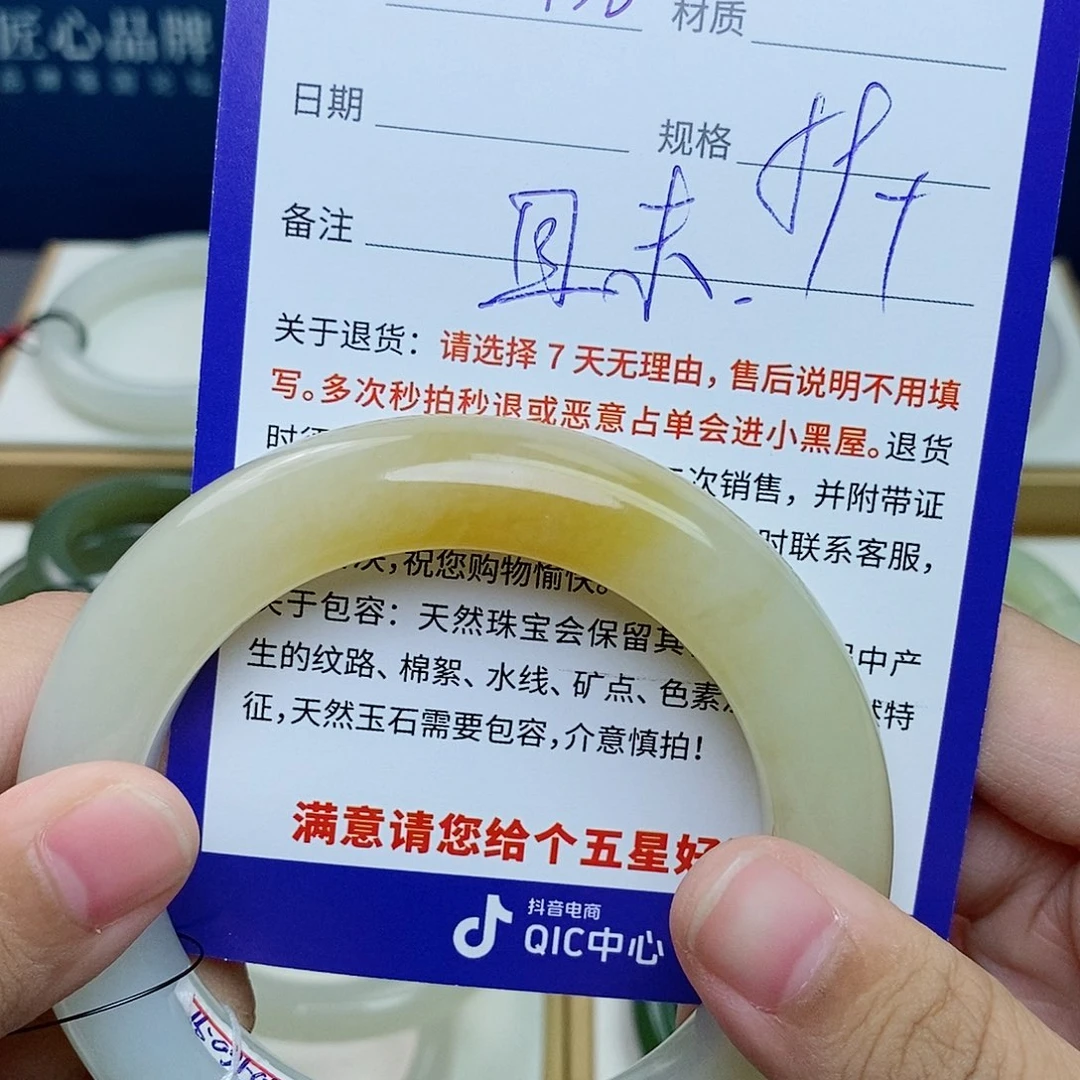 匠心品牌
材质
日期
规格
备注 且末.
关于退货：请选择 7 天无理由，售后说明不用填
写。多次秒拍秒退或恶意占单会进小黑屋。退货
次销售，并附带证
时联系客服，
祝您购物愉快。
关于包容：天然珠宝会保留其
中产
生的纹路、棉絮、水线、矿点、色素
特
征，天然玉石需要包容，介意慎拍！
满意请您给个五星好
抖音电商
QIC中心